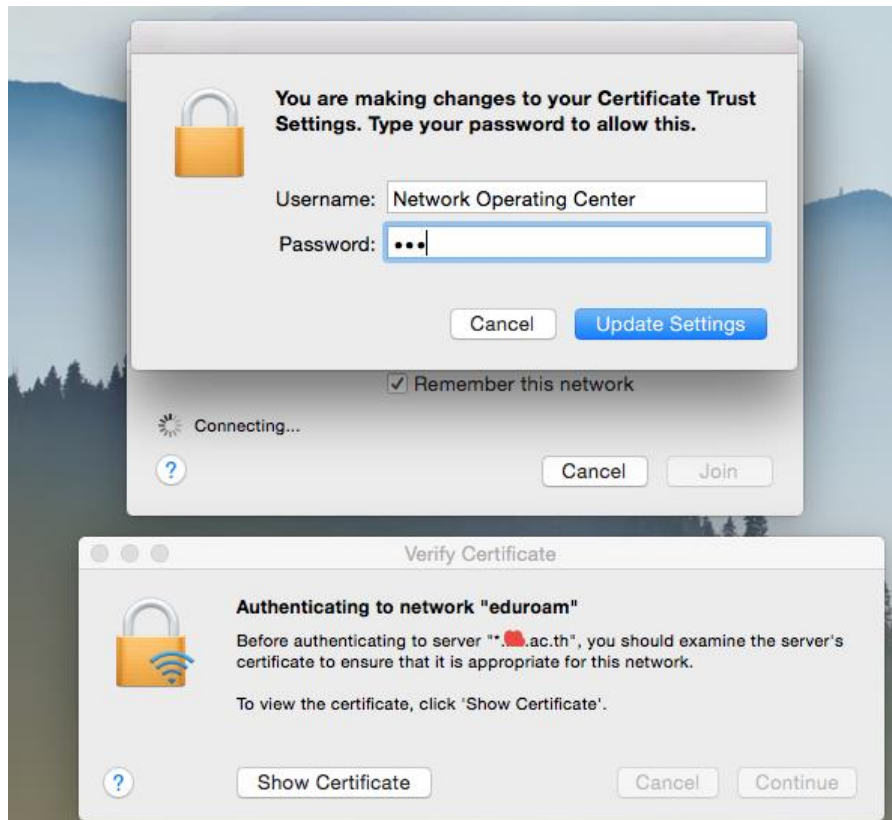 You are making changes to your Certificate Trust
Settings. Type your password to allow this.
Username: Network Operating Center
Password: •••
Cancel Update Settings
Remember this network
Connecting...
? Cancel Join
Verify Certificate
Authenticating to network "eduroam"
Before authenticating to server "*. .ac.th", you should examine the server's
certificate to ensure that it is appropriate for this network.
To view the certificate, click 'Show Certificate'.
? Show Certificate Cancel Continue